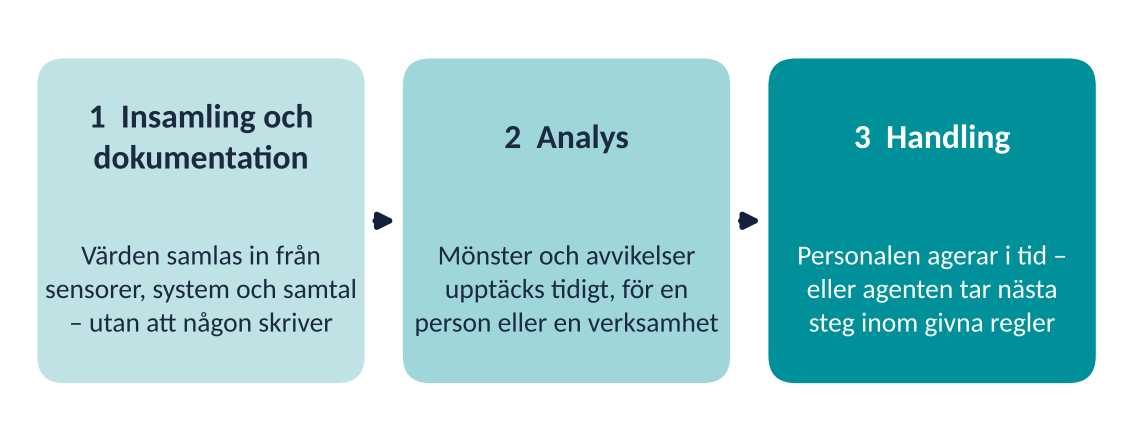 1 Insamling och
dokumentation
Värden samlas in från
sensorer, system och samtal
– utan att någon skriver
2 Analys
Mönster och avvikelser
upptäcks tidigt, för en
person eller en verksamhet
3 Handling
Personalen agerar i tid –
eller agenten tar nästa
steg inom givna regler